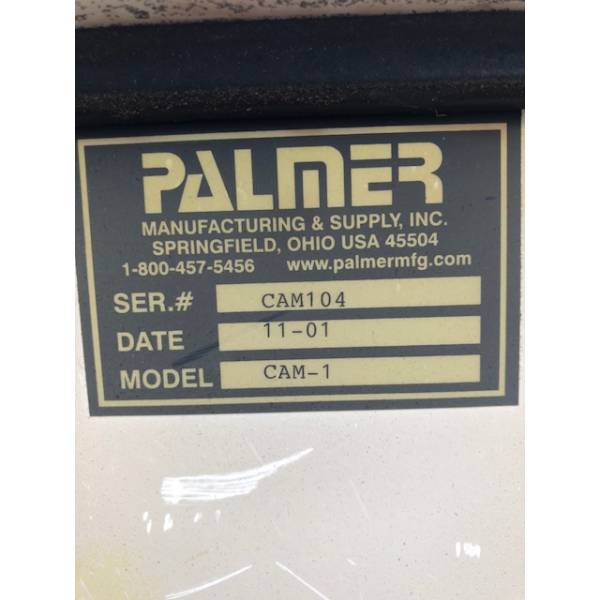 PALMER
MANUFACTURING & SUPPLY, INC.
SPRINGFIELD, OHIO USA 45504
1-800-457-5456 www.palmermfg.com
SER.# CAM104
DATE 11-01
MODEL CAM-1